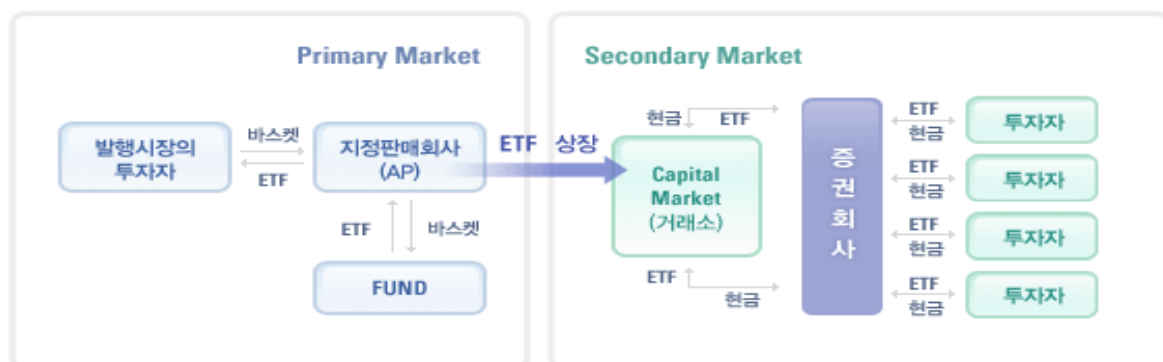 Primary Market
발행시장의
투자자
바스켓
ETF
지정판매회사
(AP)
ETF
바스켓
FUND
ETF 상장
Secondary Market
현금
ETF
Capital
Market
(거래소)
ETF
현금
증
권
회
사
ETF
현금
투자자
ETF
현금
투자자
ETF
현금
투자자
ETF
현금
투자자